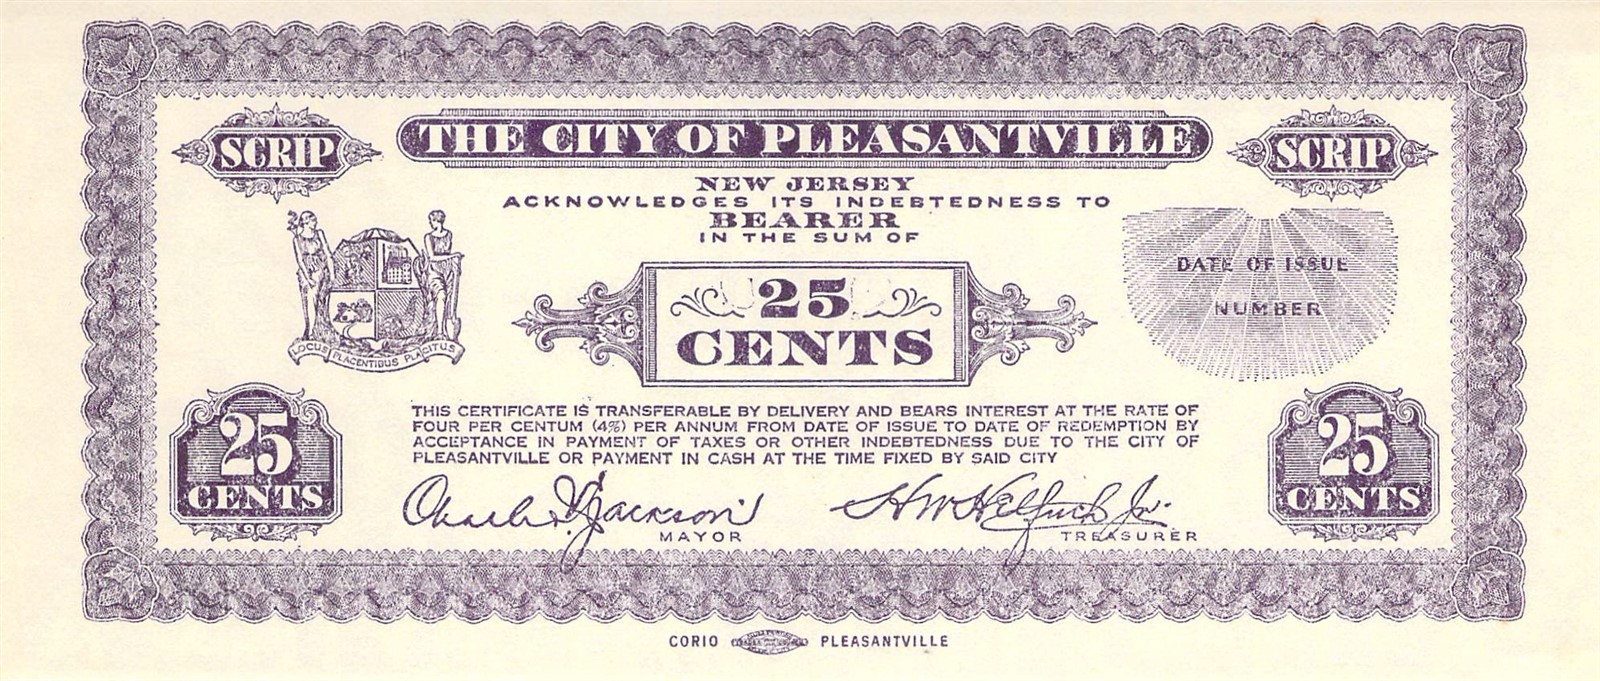 SCRIP
THE CITY OF PLEASANTVILLE
SCRIP
NEW JERSEY
ACKNOWLEDGES ITS INDEBTEDNESS TO
BEARER
IN THE SUM OF
DATE OF ISSUE
NUMBER
25
CENTS
LOCUS PLACENTIBUS PLACITUS
25
CENTS
THIS CERTIFICATE IS TRANSFERABLE BY DELIVERY AND BEARS INTEREST AT THE RATE OF
FOUR PER CENTUM (4%) PER ANNUM FROM DATE OF ISSUE TO DATE OF REDEMPTION BY
ACCEPTANCE IN PAYMENT OF TAXES OR OTHER INDEBTEDNESS DUE TO THE CITY OF
PLEASANTVILLE OR PAYMENT IN CASH AT THE TIME FIXED BY SAID CITY
25
CENTS
Jackson
MAYOR
H W Helfrich Jr.
TREASURER
CORIO PLEASANTVILLE